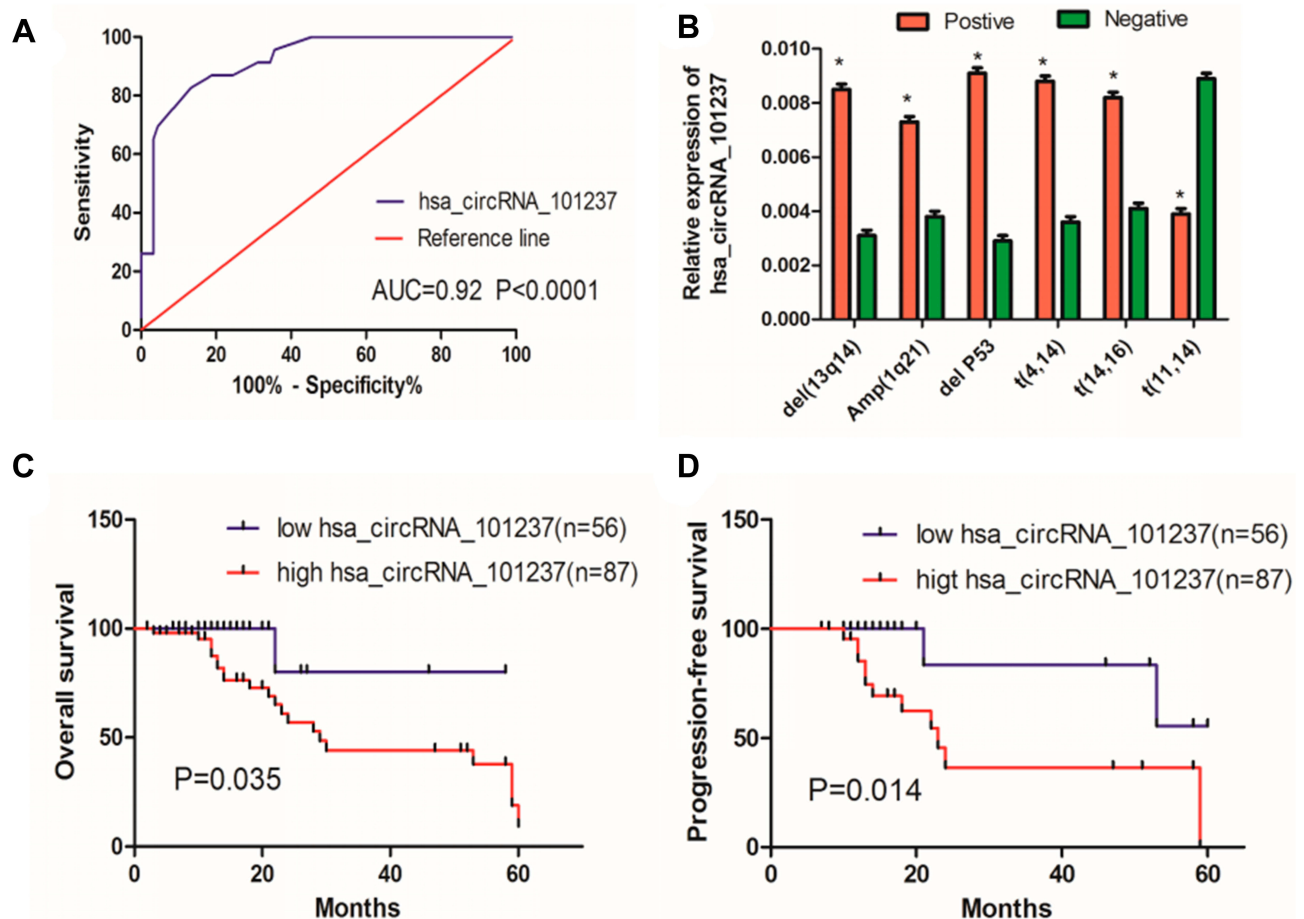 A
100
80
60
40
20
0
Sensitivity
hsa_circRNA_101237
Reference line
AUC=0.92 P<0.0001
0 20 40 60 80 100
100% - Specificity%
B
Postive Negative
0.010
0.008
0.006
0.004
0.002
0.000
Relative expression of
hsa_circRNA_101237
* * * * * *
del(13q14) Amp(1q21) del P53 t(4,14) t(14,16) t(11,14)
C
150
100
50
0
Overall survival
low hsa_circRNA_101237(n=56)
high hsa_circRNA_101237(n=87)
P=0.035
0 20 40 60
Months
D
150
100
50
0
Progression-free survival
low hsa_circRNA_101237(n=56)
higt hsa_circRNA_101237(n=87)
P=0.014
0 20 40 60
Months